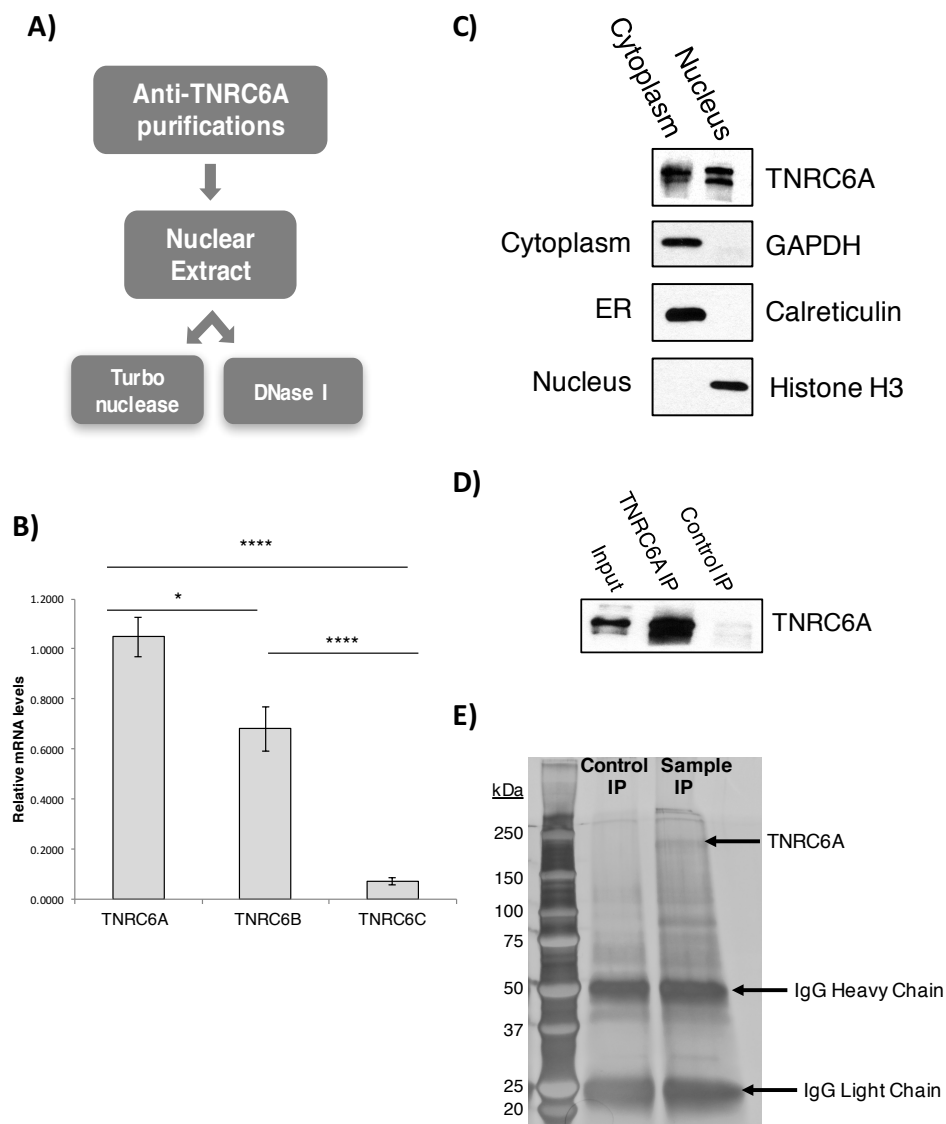 A)
Anti-TNRC6A
purifications
Nuclear
Extract
Turbo
nuclease
DNase I
B)
****
*
****
Relative mRNA levels
1.2000
1.0000
0.8000
0.6000
0.4000
0.2000
0.0000
TNRC6A
TNRC6B
TNRC6C
C)
Cytoplasm
Nucleus
TNRC6A
Cytoplasm
GAPDH
ER
Calreticulin
Nucleus
Histone H3
D)
Input
TNRC6A IP
Control IP
TNRC6A
E)
Control
IP
Sample
IP
kDa
250
150
100
75
50
37
25
20
TNRC6A
IgG Heavy Chain
IgG Light Chain